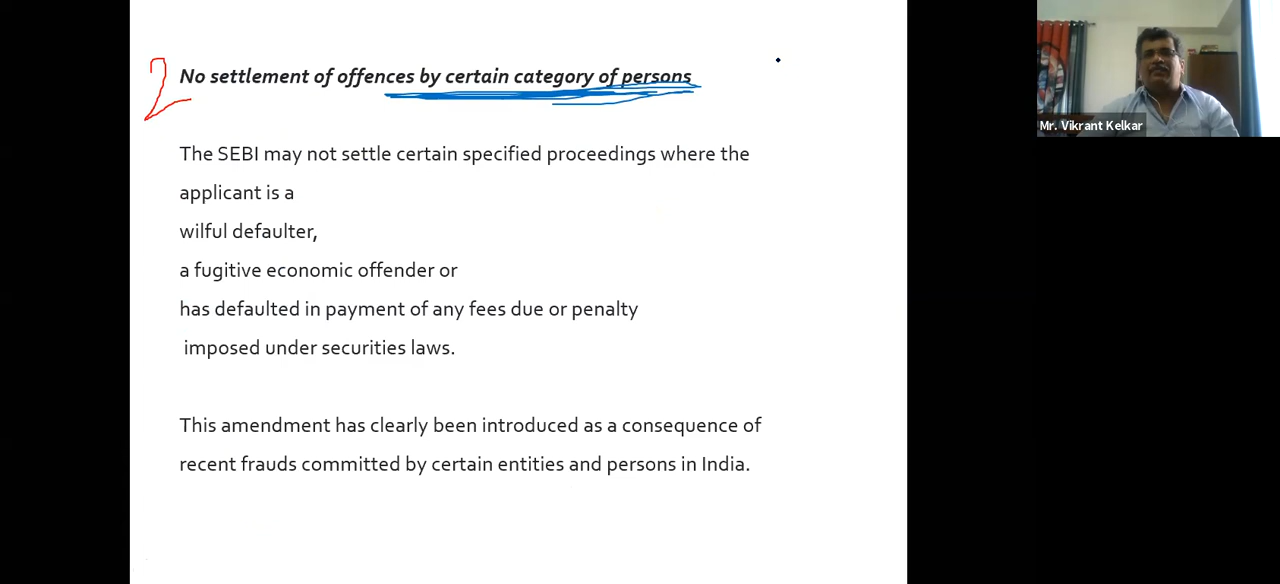 2 No settlement of offences by certain category of persons
The SEBI may not settle certain specified proceedings where the
applicant is a
wilful defaulter,
a fugitive economic offender or
has defaulted in payment of any fees due or penalty
imposed under securities laws.
This amendment has clearly been introduced as a consequence of
recent frauds committed by certain entities and persons in India.
Mr. Vikrant Kelkar